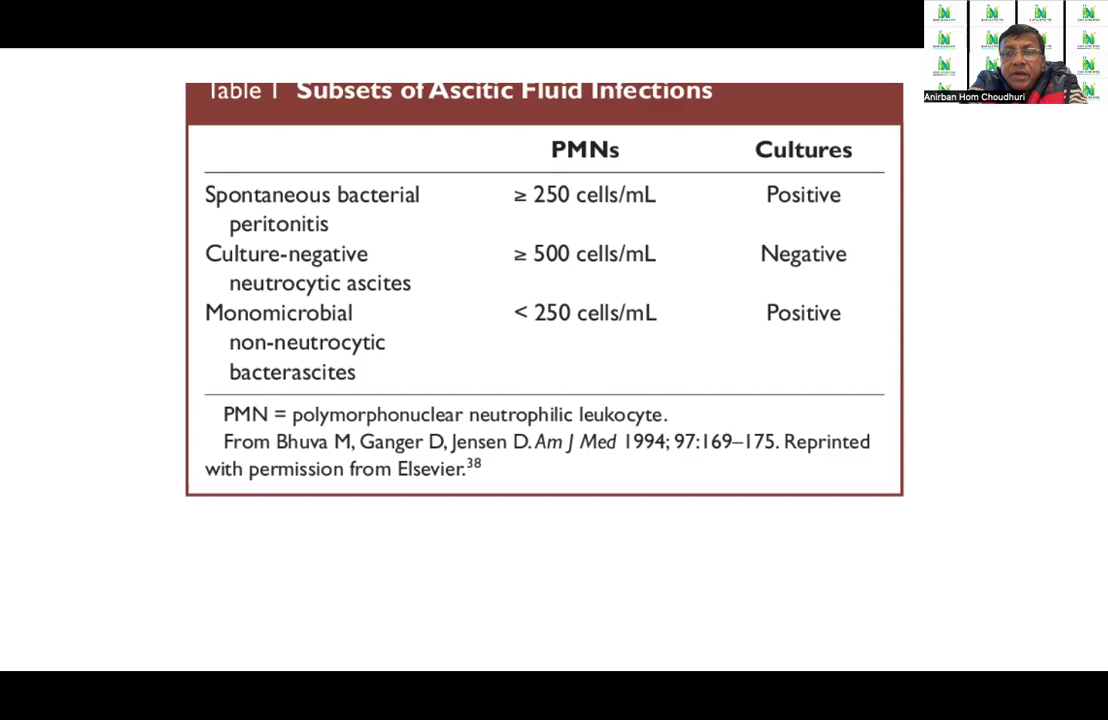 Table 1 Subsets of Ascitic Fluid Infections
PMNs Cultures
Spontaneous bacterial ≥ 250 cells/mL Positive
peritonitis
Culture-negative ≥ 500 cells/mL Negative
neutrocytic ascites
Monomicrobial < 250 cells/mL Positive
non-neutrocytic
bacterascites
PMN = polymorphonuclear neutrophilic leukocyte.
From Bhuva M, Ganger D, Jensen D. Am J Med 1994; 97:169–175. Reprinted
with permission from Elsevier.38
Anirban Hom Choudhuri